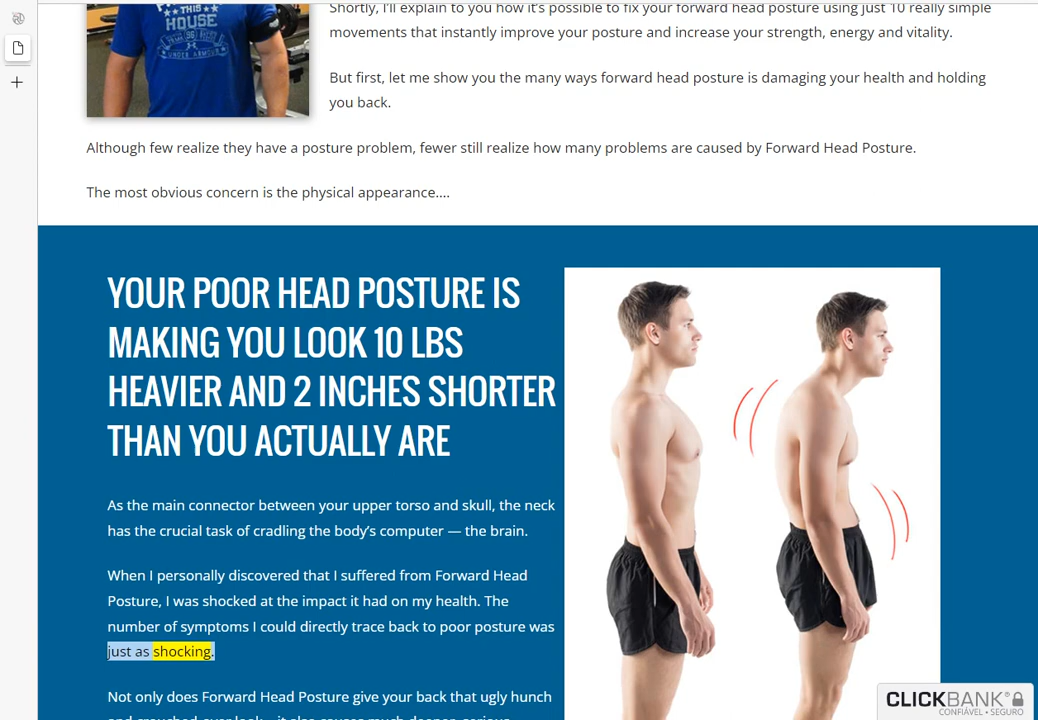 THIS
HOUSE
96
UNDER ARMOUR
Shortly, I'll explain to you how it's possible to fix your forward head posture using just 10 really simple
movements that instantly improve your posture and increase your strength, energy and vitality.
But first, let me show you the many ways forward head posture is damaging your health and holding
you back.
Although few realize they have a posture problem, fewer still realize how many problems are caused by Forward Head Posture.
The most obvious concern is the physical appearance....
YOUR POOR HEAD POSTURE IS
MAKING YOU LOOK 10 LBS
HEAVIER AND 2 INCHES SHORTER
THAN YOU ACTUALLY ARE
As the main connector between your upper torso and skull, the neck
has the crucial task of cradling the body's computer — the brain.
When I personally discovered that I suffered from Forward Head
Posture, I was shocked at the impact it had on my health. The
number of symptoms I could directly trace back to poor posture was
just as shocking.
Not only does Forward Head Posture give your back that ugly hunch
CLICKBANK®
CONFIÁVEL • SEGURO